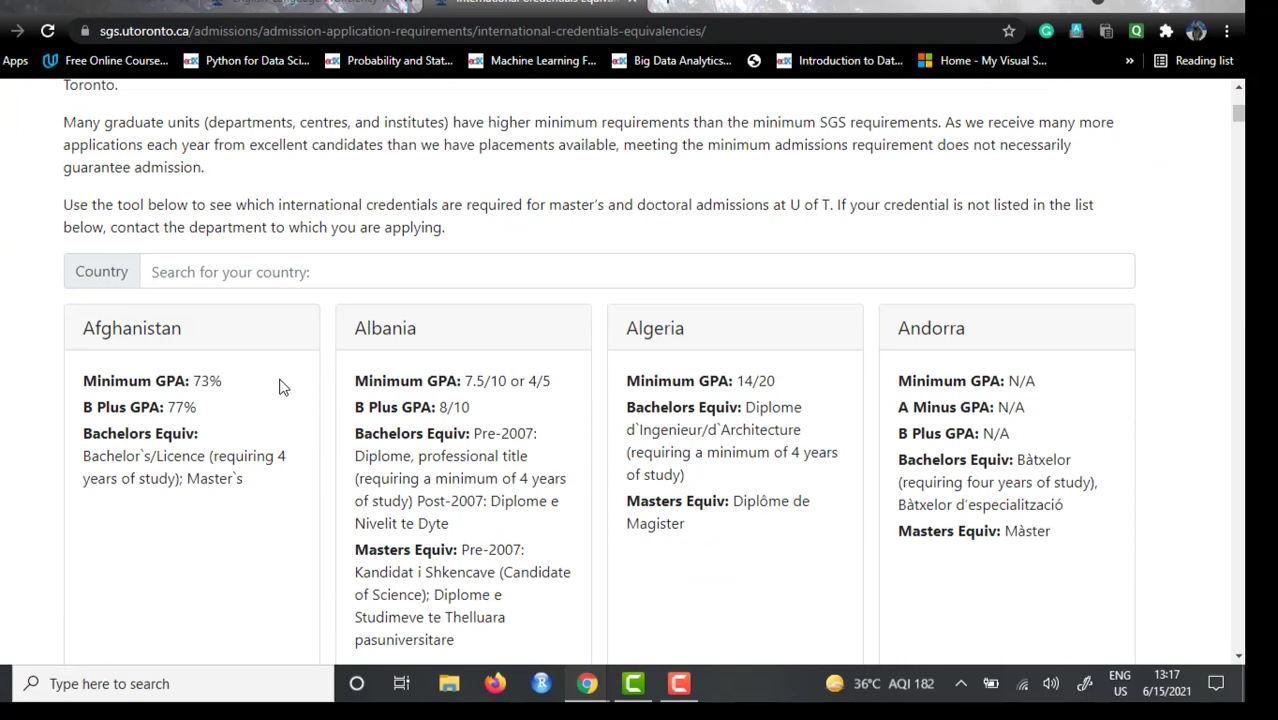 International Credentials Equiv
sgs.utoronto.ca/admissions/admission-application-requirements/international-credentials-equivalencies/
Apps Free Online Cours... Python for Data Sci... Probability and Stat... Machine Learning F... Big Data Analytics... Introduction to Dat... Home - My Visual S... » Reading list
Toronto.
Many graduate units (departments, centres, and institutes) have higher minimum requirements than the minimum SGS requirements. As we receive many more
applications each year from excellent candidates than we have placements available, meeting the minimum admissions requirement does not necessarily
guarantee admission.
Use the tool below to see which international credentials are required for master's and doctoral admissions at U of T. If your credential is not listed in the list
below, contact the department to which you are applying.
Country Search for your country:
Afghanistan
Minimum GPA: 73%
B Plus GPA: 77%
Bachelors Equiv:
Bachelor`s/Licence (requiring 4
years of study); Master`s
Albania
Minimum GPA: 7.5/10 or 4/5
B Plus GPA: 8/10
Bachelors Equiv: Pre-2007:
Diplome, professional title
(requiring a minimum of 4 years
of study) Post-2007: Diplome e
Nivelit te Dyte
Masters Equiv: Pre-2007:
Kandidat i Shkencave (Candidate
of Science); Diplome e
Studimeve te Thelluara
pasuniversitare
Algeria
Minimum GPA: 14/20
Bachelors Equiv: Diplome
d`Ingenieur/d`Architecture
(requiring a minimum of 4 years
of study)
Masters Equiv: Diplôme de
Magister
Andorra
Minimum GPA: N/A
A Minus GPA: N/A
B Plus GPA: N/A
Bachelors Equiv: Bàtxelor
(requiring four years of study),
Bàtxelor d'especialització
Masters Equiv: Màster
Type here to search
36°C AQI 182
ENG
US
13:17
6/15/2021